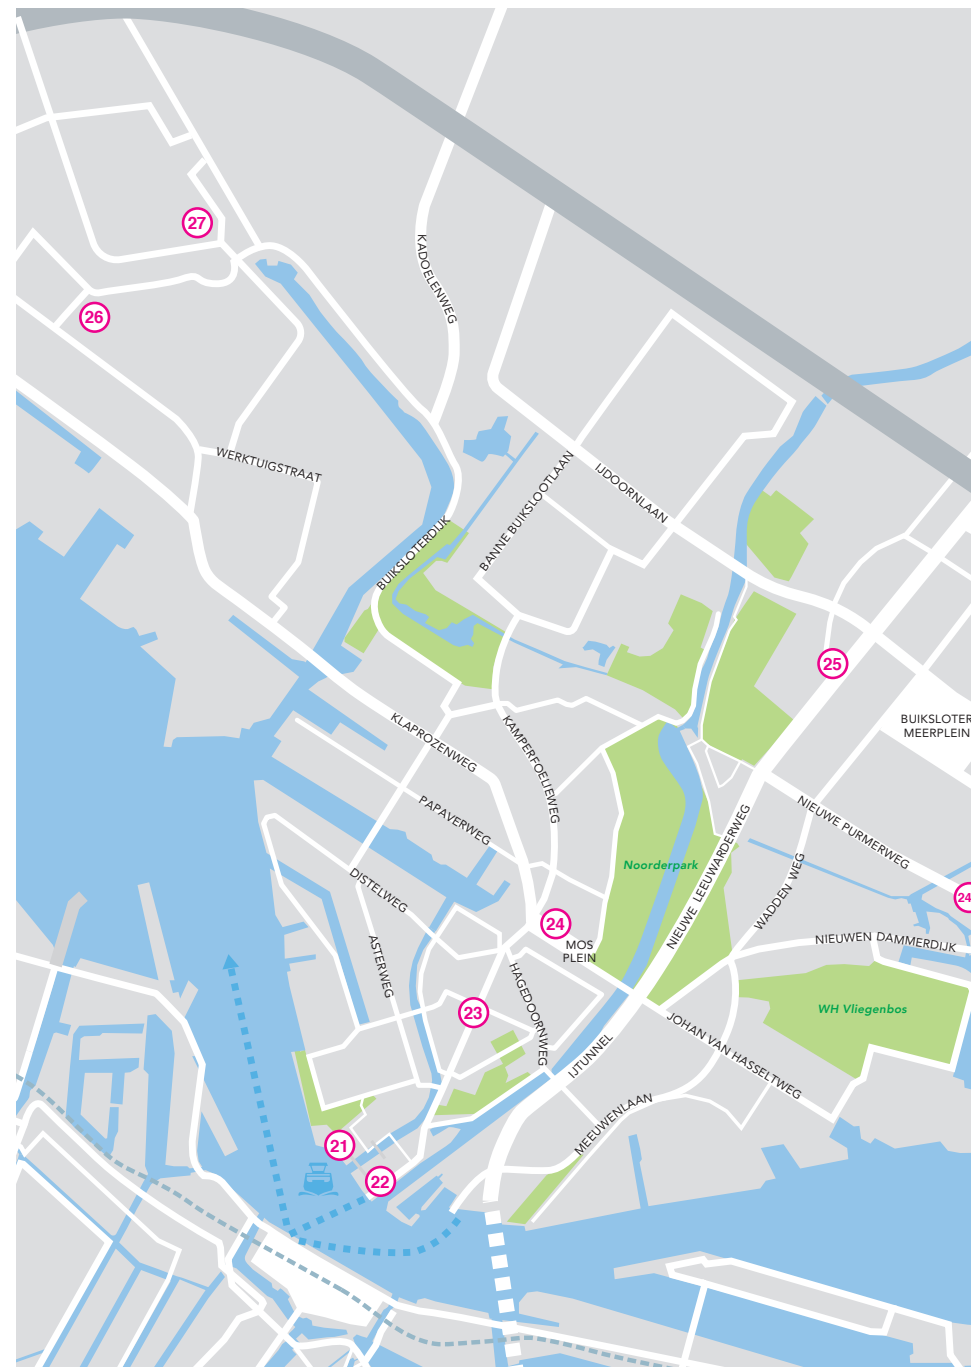 27
KADOELENWEG
26
WERKTUIGSTRAAT
IJDOORNLAAN
BANNE BUIKSLOOTLAAN
BUIKSLOTERDIJK
25
BUIKSLOTER
MEERPLEIN
KLAPROZENWEG
KAMPERFOELIEWEG
PAPAVERWEG
NIEUWE PURMERWEG
NIEUWE LEEUWARDERWEG
Noorderpark
WADDEN WEG
DISTELWEG
24
24
MOS
PLEIN
NIEUWEN DAMMERDIJK
ASTERWEG
HAGEDOORNWEG
23
WH Vliegenbos
JOHAN VAN HASSELTWEG
IJTUNNEL
MEEUWENLAAN
21
22